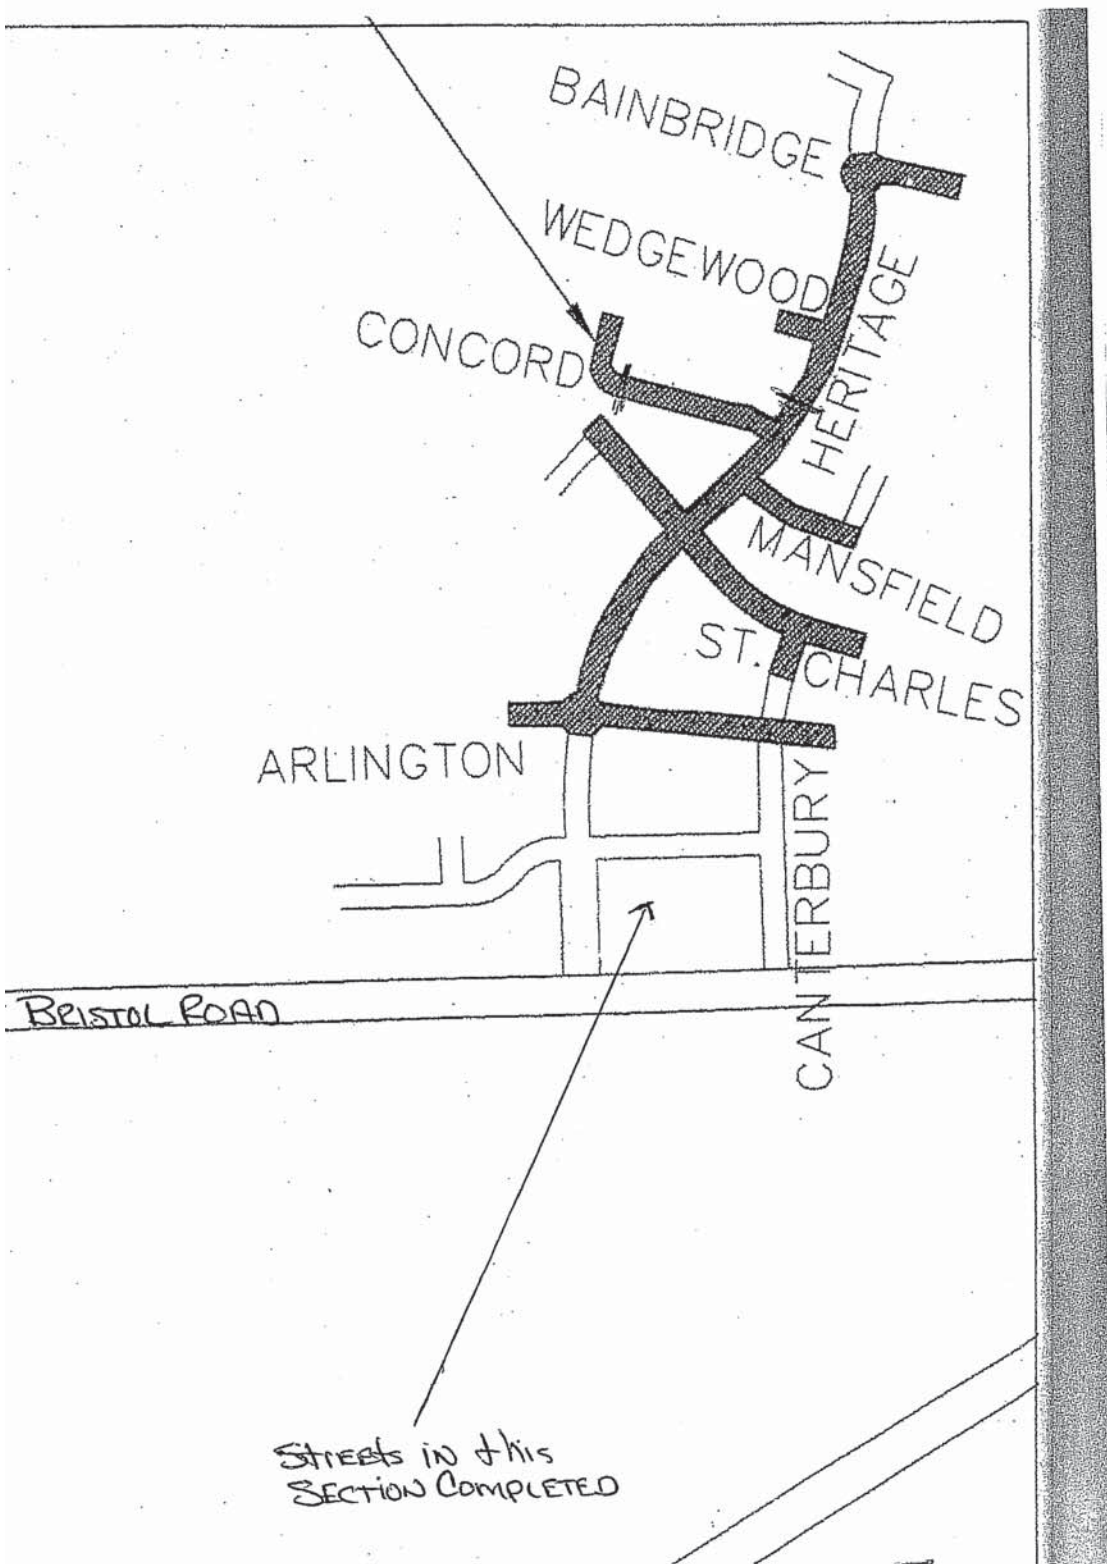 BAINBRIDGE
WEDGEWOOD
CONCORD
HERITAGE
MANSFIELD
ST. CHARLES
ARLINGTON
CANTERBURY
BRISTOL ROAD
Streets in this
Section Completed